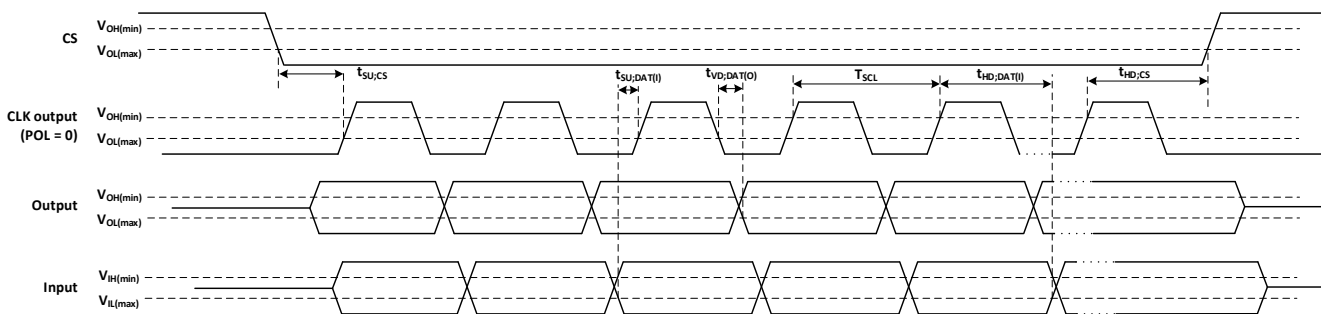 CS
V_OH(min)
V_OL(max)
t_SU;CS
t_SU;DAT(I)
t_VD;DAT(O)
T_SCL
t_HD;DAT(I)
t_HD;CS
CLK output
(POL = 0)
V_OH(min)
V_OL(max)
Output
V_OH(min)
V_OL(max)
Input
V_IH(min)
V_IL(max)